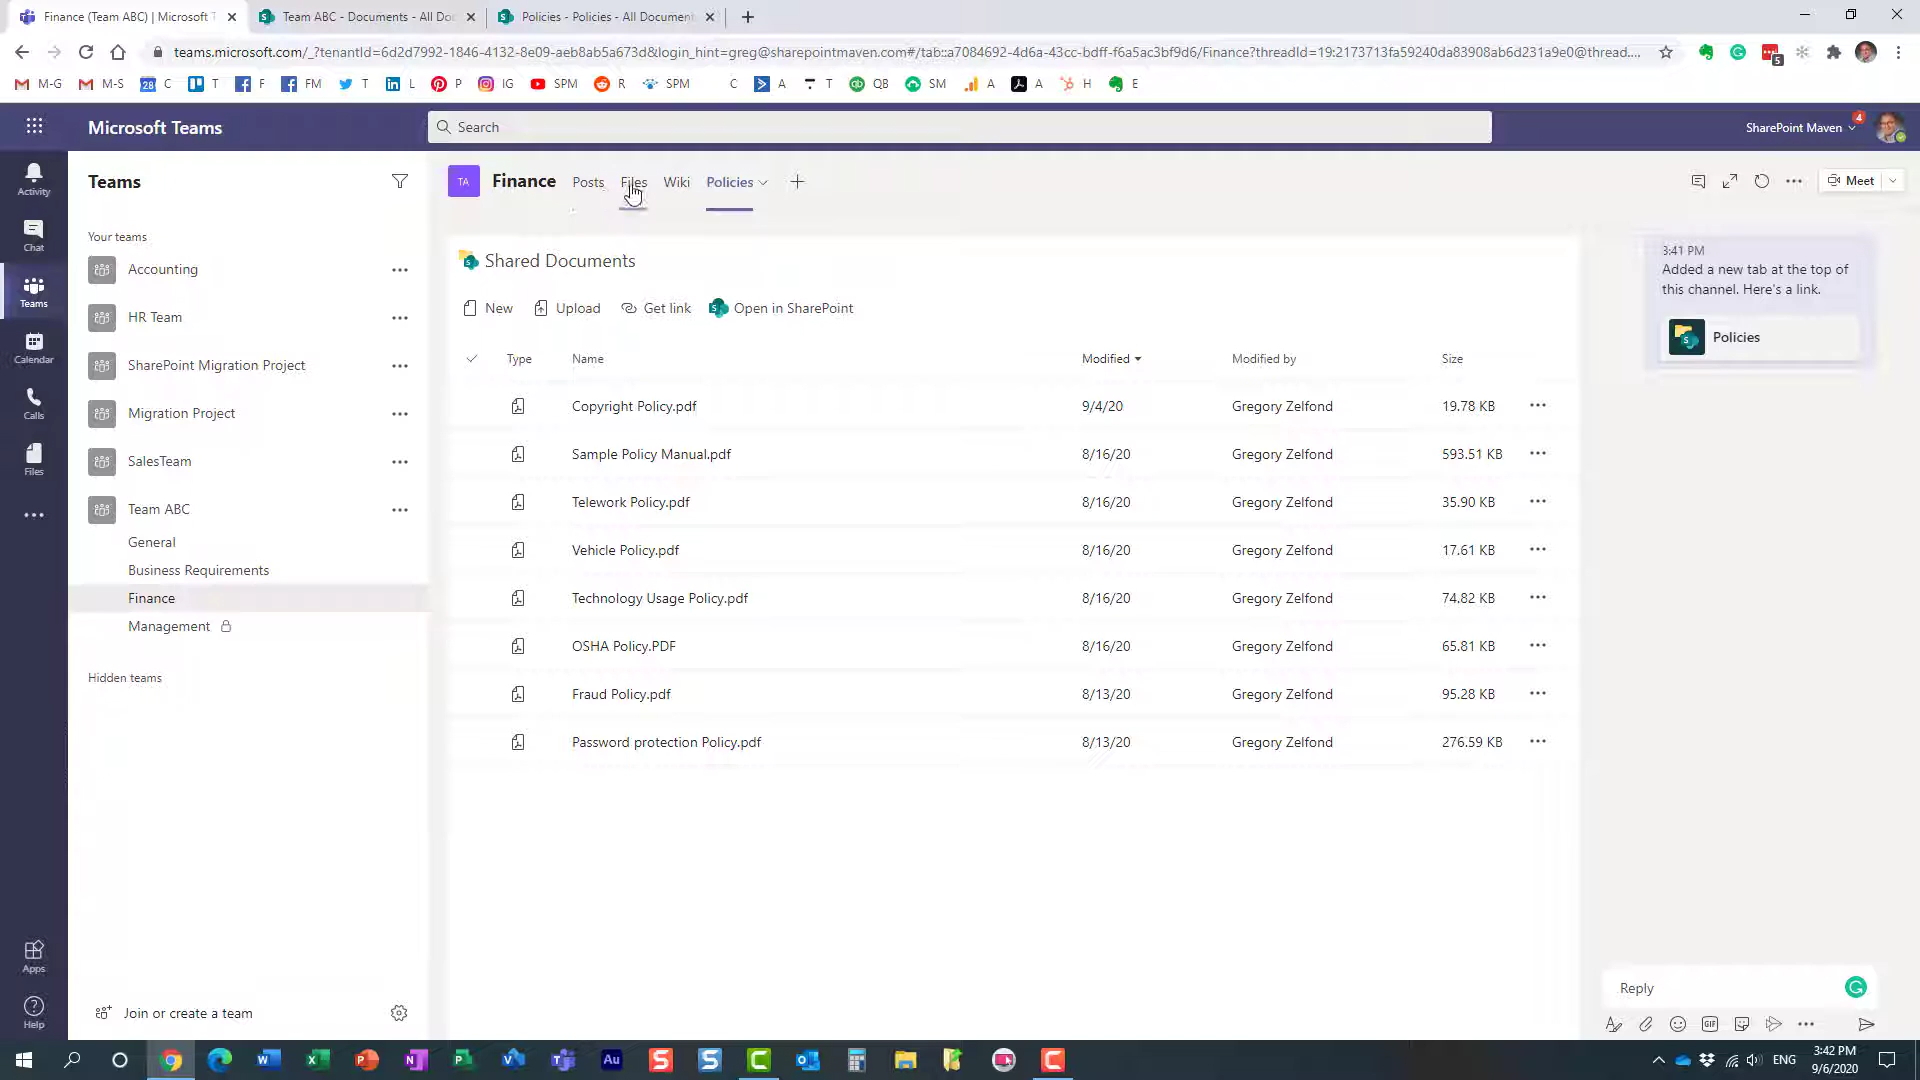 Finance (Team ABC) | Microsoft T
Team ABC - Documents - All Doc
Policies - Policies - All Document
teams.microsoft.com/_?tenantId=6d2d7992-1846-4132-8e09-aeb8ab5a673d&login_hint=greg@sharepointmaven.com#/tab::a7084692-4d6a-43cc-bdff-f6a5ac3bf9d6/Finance?threadId=19:2173713fa59240da83908ab6d231a9e0@thread....
5
M-G M-S 28 C T F FM T L P IG SPM R SPM C A T QB SM A A H E
Microsoft Teams
Search
SharePoint Maven
4
Activity
Chat
Teams
Calendar
Calls
Files
Apps
Help
Teams
Your teams
Accounting
HR Team
SharePoint Migration Project
Migration Project
SalesTeam
Team ABC
General
Business Requirements
Finance
Management
Hidden teams
Join or create a team
TA Finance Posts Files Wiki Policies
Meet
Shared Documents
New Upload Get link Open in SharePoint
Type Name Modified Modified by Size
Copyright Policy.pdf 9/4/20 Gregory Zelfond 19.78 KB
Sample Policy Manual.pdf 8/16/20 Gregory Zelfond 593.51 KB
Telework Policy.pdf 8/16/20 Gregory Zelfond 35.90 KB
Vehicle Policy.pdf 8/16/20 Gregory Zelfond 17.61 KB
Technology Usage Policy.pdf 8/16/20 Gregory Zelfond 74.82 KB
OSHA Policy.PDF 8/16/20 Gregory Zelfond 65.81 KB
Fraud Policy.pdf 8/13/20 Gregory Zelfond 95.28 KB
Password protection Policy.pdf 8/13/20 Gregory Zelfond 276.59 KB
3:41 PM
Added a new tab at the top of
this channel. Here's a link.
Policies
Reply
GIF
Au
ENG
3:42 PM
9/6/2020